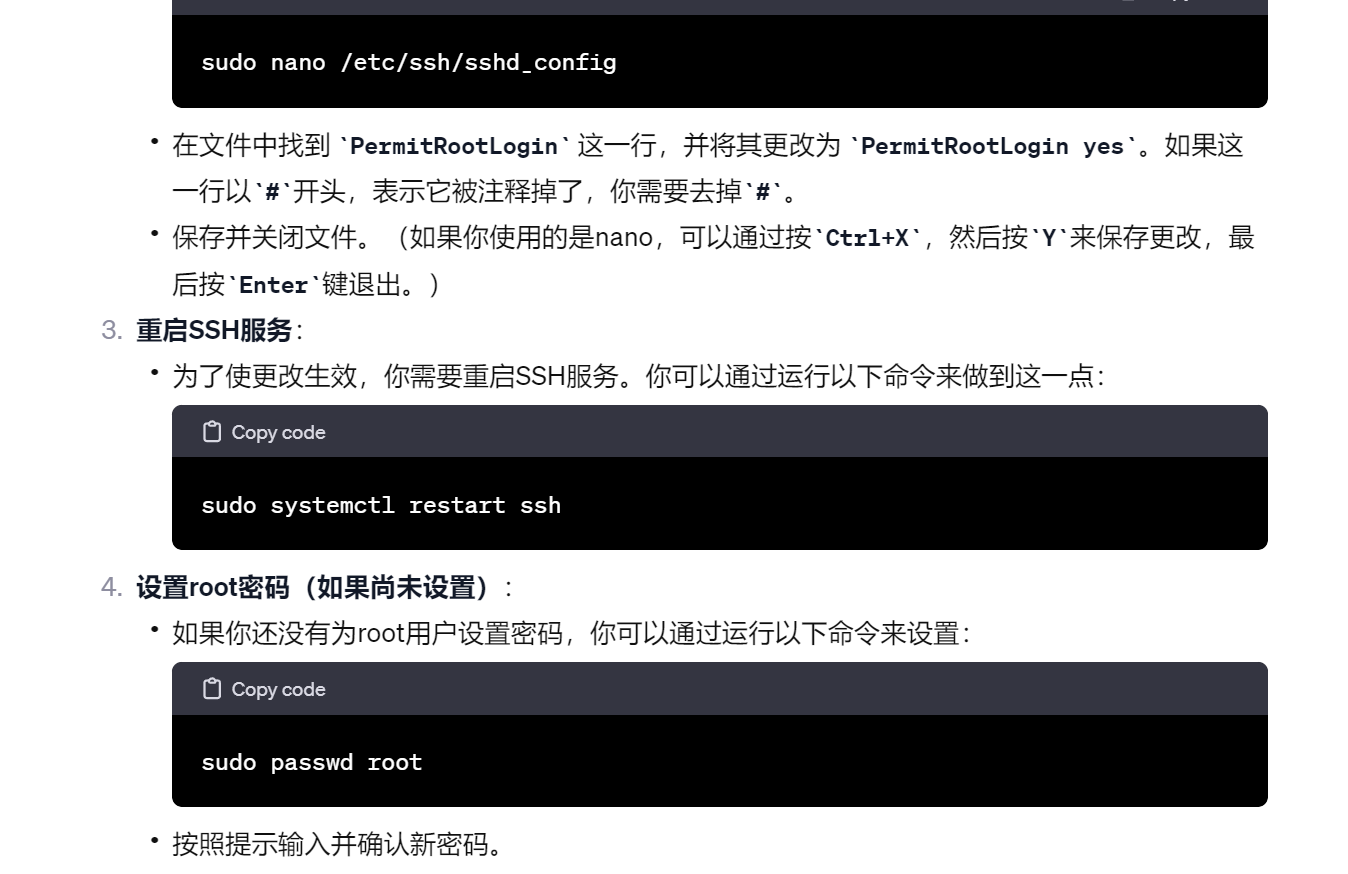 sudo nano /etc/ssh/sshd_config
• 在文件中找到 `PermitRootLogin` 这一行，并将其更改为 `PermitRootLogin yes`。如果这
一行以`#`开头，表示它被注释掉了，你需要去掉`#`。
• 保存并关闭文件。（如果你使用的是nano，可以通过按`Ctrl+X`，然后按`Y`来保存更改，最
后按`Enter`键退出。）
3. 重启SSH服务：
• 为了使更改生效，你需要重启SSH服务。你可以通过运行以下命令来做到这一点：
Copy code
sudo systemctl restart ssh
4. 设置root密码（如果尚未设置）：
• 如果你还没有为root用户设置密码，你可以通过运行以下命令来设置：
Copy code
sudo passwd root
• 按照提示输入并确认新密码。